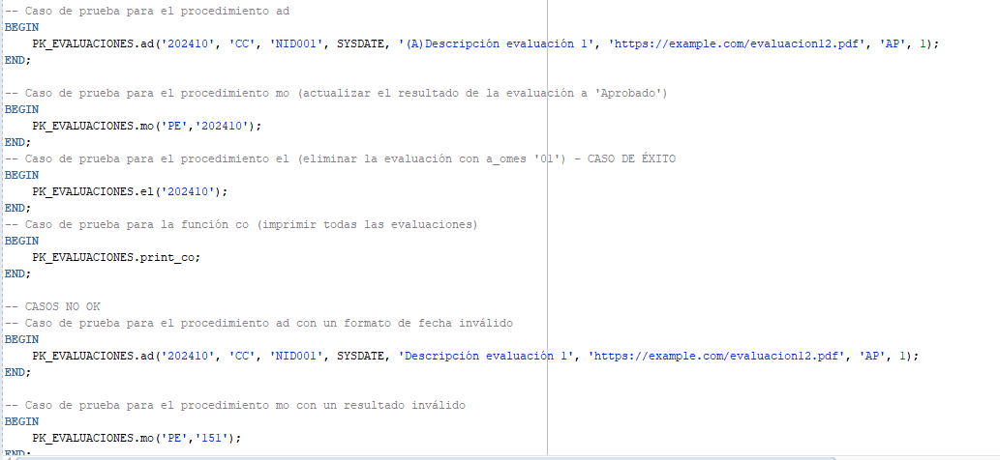 -- Caso de prueba para el procedimiento ad
BEGIN
PK_EVALUACIONES.ad('202410', 'CC', 'NID001', SYSDATE, '(A)Descripción evaluación 1', 'https://example.com/evaluacion12.pdf', 'AP', 1);
END;
-- Caso de prueba para el procedimiento mo (actualizar el resultado de la evaluación a 'Aprobado')
BEGIN
PK_EVALUACIONES.mo('PE','202410');
END;
-- Caso de prueba para el procedimiento el (eliminar la evaluación con a_omes '01') - CASO DE ÉXITO
BEGIN
PK_EVALUACIONES.el('202410');
END;
-- Caso de prueba para la función co (imprimir todas las evaluaciones)
BEGIN
PK_EVALUACIONES.print_co;
END;
-- CASOS NO OK
-- Caso de prueba para el procedimiento ad con un formato de fecha inválido
BEGIN
PK_EVALUACIONES.ad('202410', 'CC', 'NID001', SYSDATE, 'Descripción evaluación 1', 'https://example.com/evaluacion12.pdf', 'AP', 1);
END;
-- Caso de prueba para el procedimiento mo con un resultado inválido
BEGIN
PK_EVALUACIONES.mo('PE','151');
END;